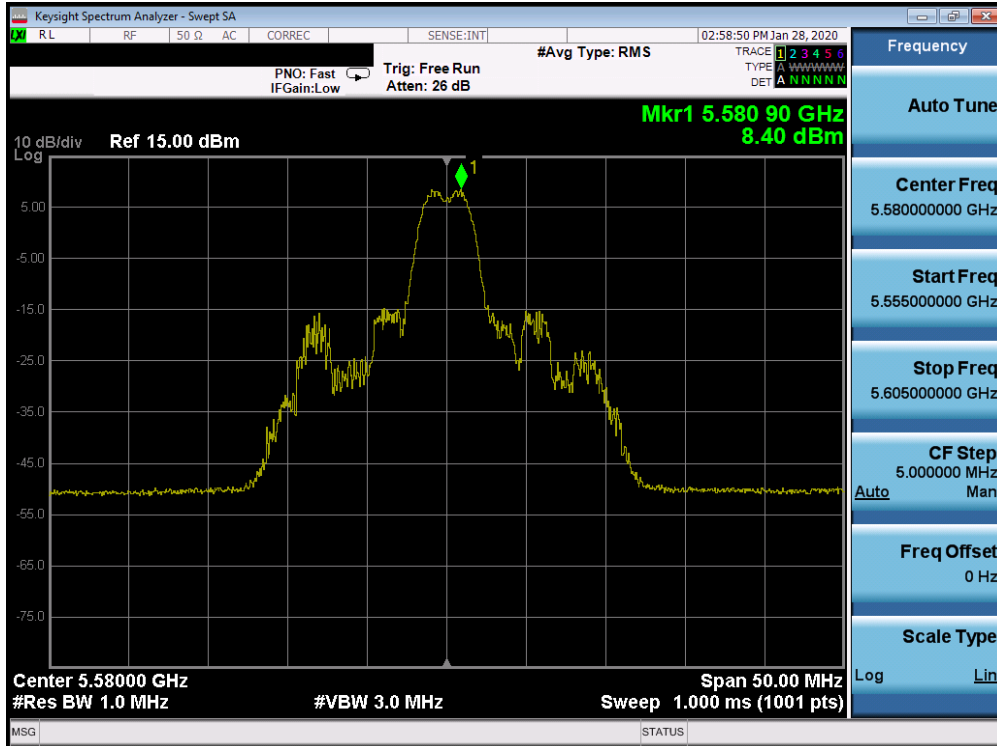 Keysight Spectrum Analyzer - Swept SA
LXI RL RF 50 Ω AC CORREC SENSE:INT 02:58:50 PM Jan 28, 2020
PNO: Fast
IFGain:Low
Trig: Free Run
Atten: 26 dB
#Avg Type: RMS
TRACE 1 2 3 4 5 6
TYPE A WWWWW
DET A N N N N N
Mkr1 5.580 90 GHz
8.40 dBm
10 dB/div Ref 15.00 dBm
Log
1
5.00
-5.00
-15.0
-25.0
-35.0
-45.0
-55.0
-65.0
-75.0
Center 5.58000 GHz Span 50.00 MHz
#Res BW 1.0 MHz #VBW 3.0 MHz Sweep 1.000 ms (1001 pts)
MSG STATUS
Frequency
Auto Tune
Center Freq
5.580000000 GHz
Start Freq
5.555000000 GHz
Stop Freq
5.605000000 GHz
CF Step
5.000000 MHz
Auto Man
Freq Offset
0 Hz
Scale Type
Log Lin